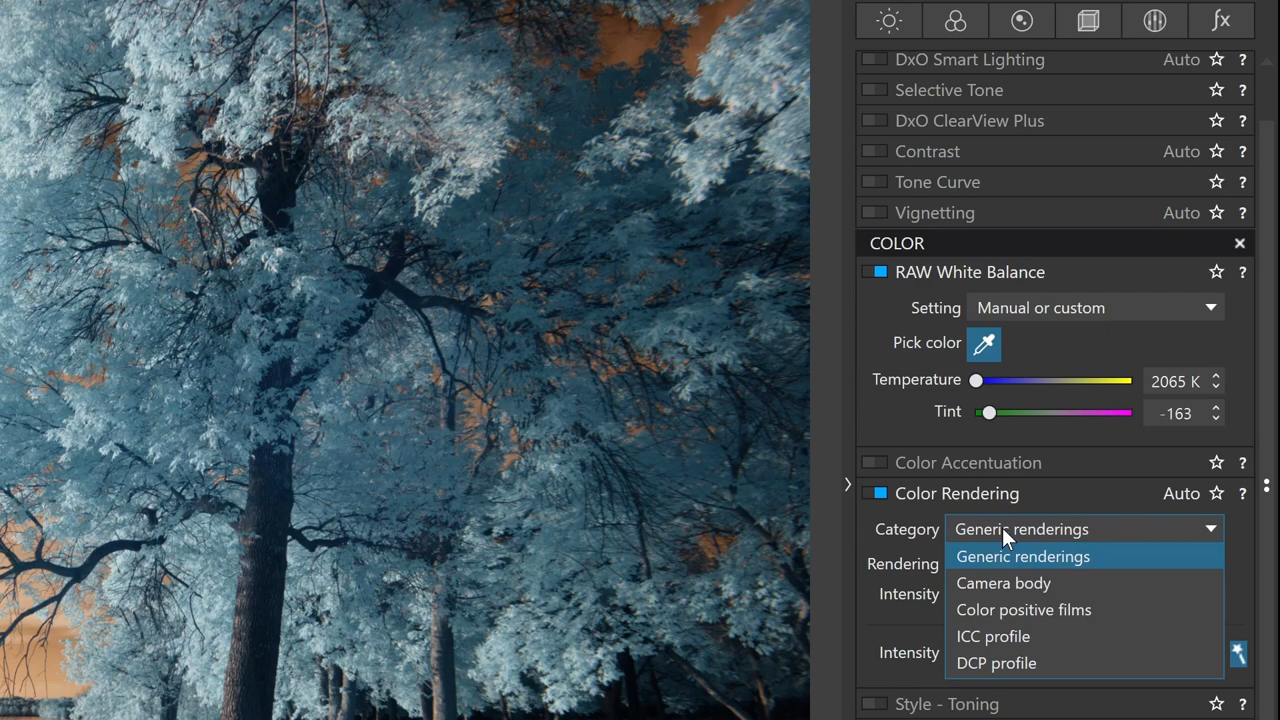 fx
DxO Smart Lighting Auto ?
Selective Tone ?
DxO ClearView Plus ?
Contrast Auto ?
Tone Curve ?
Vignetting Auto ?
COLOR
RAW White Balance ?
Setting Manual or custom
Pick color
Temperature 2065 K
Tint -163
Color Accentuation ?
Color Rendering Auto ?
Category Generic renderings
Generic renderings
Rendering
Camera body
Intensity
Color positive films
ICC profile
Intensity
DCP profile
Style - Toning ?